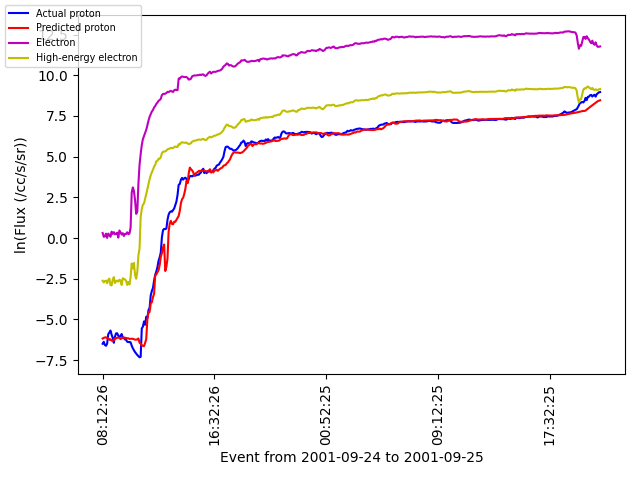 Actual proton
Predicted proton
Electron
High-energy electron
12.5
10.0
7.5
5.0
2.5
0.0
−2.5
−5.0
−7.5
ln(Flux (/cc/s/sr))
08:12:26
16:32:26
00:52:25
09:12:25
17:32:25
Event from 2001-09-24 to 2001-09-25